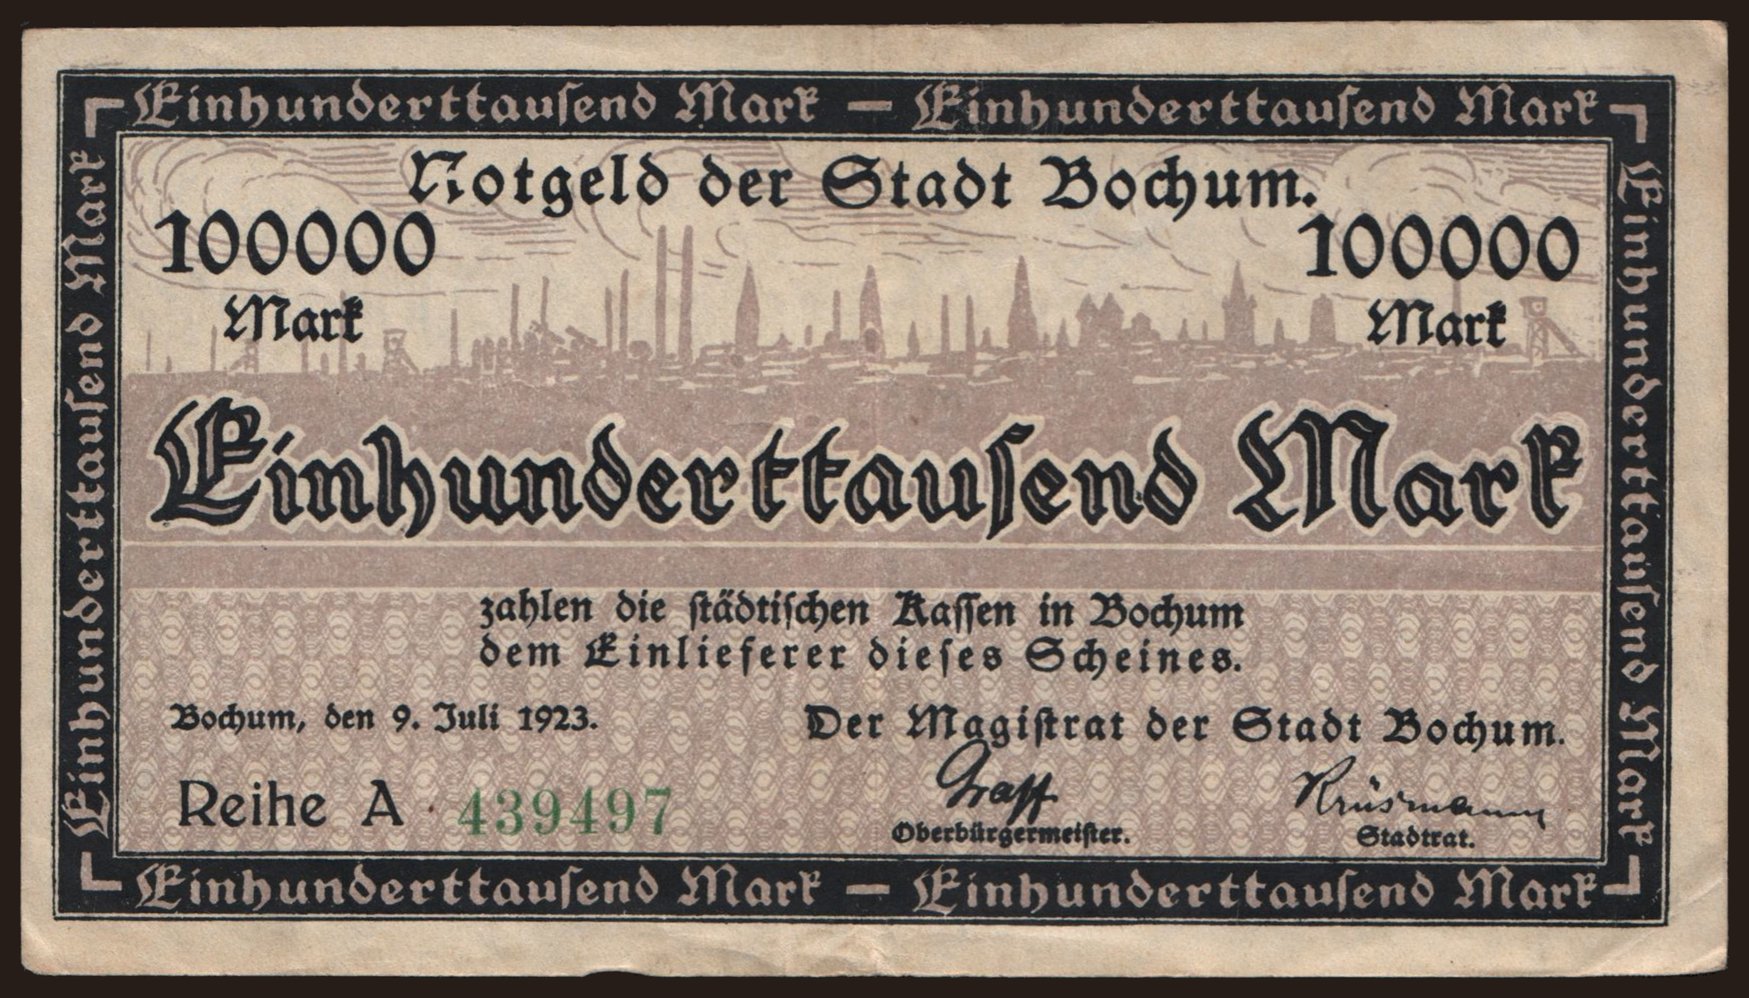 Einhunderttausend Mark — Einhunderttausend Mark
Einhunderttausend Mark
Notgeld der Stadt Bochum.
100000
Mark
100000
Mark
Einhunderttausend Mark
zahlen die städtischen Kassen in Bochum
dem Einlieferer dieses Scheines.
Bochum, den 9. Juli 1923.
Der Magistrat der Stadt Bochum.
Reihe A · 439497
Graff
Oberbürgermeister.
Krüsmann
Stadtrat.
Einhunderttausend Mark
Einhunderttausend Mark — Einhunderttausend Mark